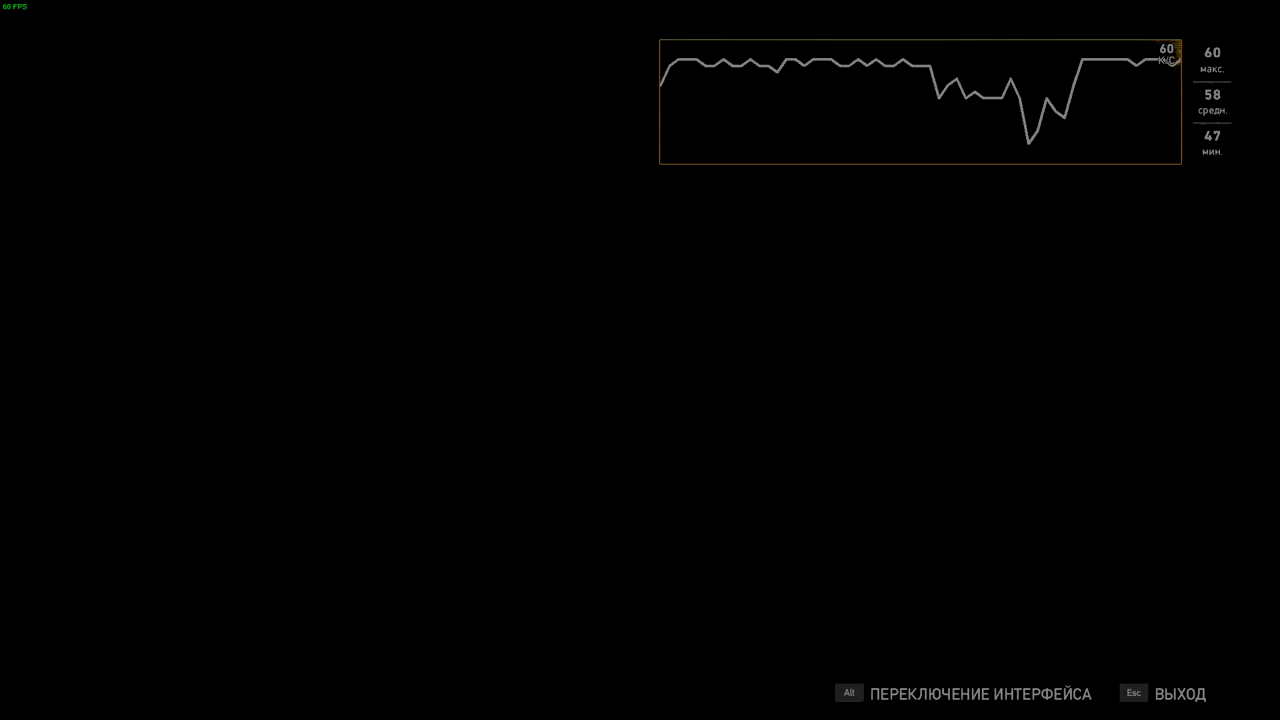 60 FPS
60
К/С
60
макс.
58
средн.
47
мин.
Alt ПЕРЕКЛЮЧЕНИЕ ИНТЕРФЕЙСА Esc ВЫХОД